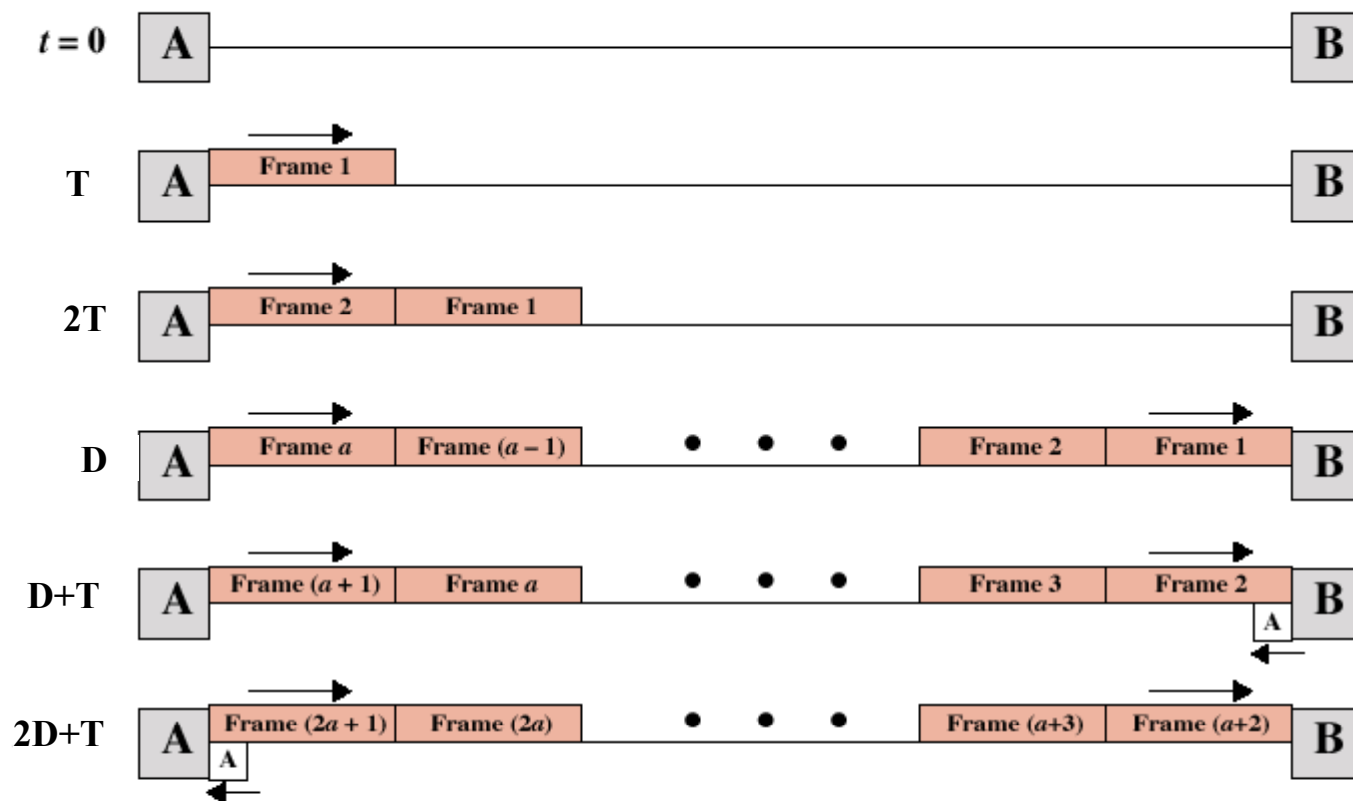 t = 0 A B
T A Frame 1 B
2T A Frame 2 Frame 1 B
D A Frame a Frame (a – 1) • • • Frame 2 Frame 1 B
D+T A Frame (a + 1) Frame a • • • Frame 3 Frame 2 B
A
2D+T A Frame (2a + 1) Frame (2a) • • • Frame (a+3) Frame (a+2) B
A